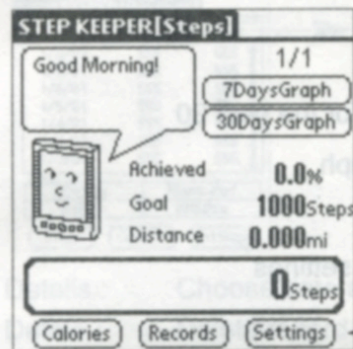 STEP KEEPER[Steps]
Good Morning!
1/1
7DaysGraph
30DaysGraph
Achieved 0.0%
Goal 1000Steps
Distance 0.000mi
0Steps
Calories Records Settings